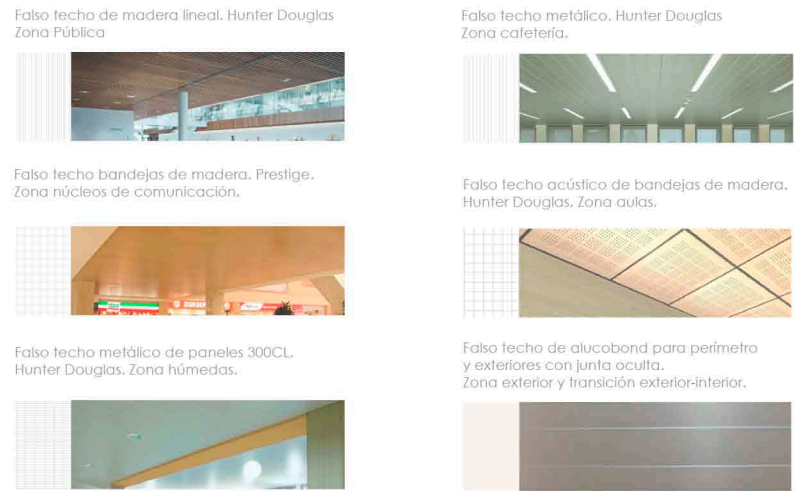 Falso techo de madera lineal. Hunter Douglas
Zona Pública
Falso techo metálico. Hunter Douglas
Zona cafetería.
Falso techo bandejas de madera. Prestige.
Zona núcleos de comunicación.
Falso techo acústico de bandejas de madera.
Hunter Douglas. Zona aulas.
BURGER
Falso techo metálico de paneles 300CL.
Hunter Douglas. Zona húmedas.
Falso techo de alucobond para perímetro
y exteriores con junta oculta.
Zona exterior y transición exterior-interior.